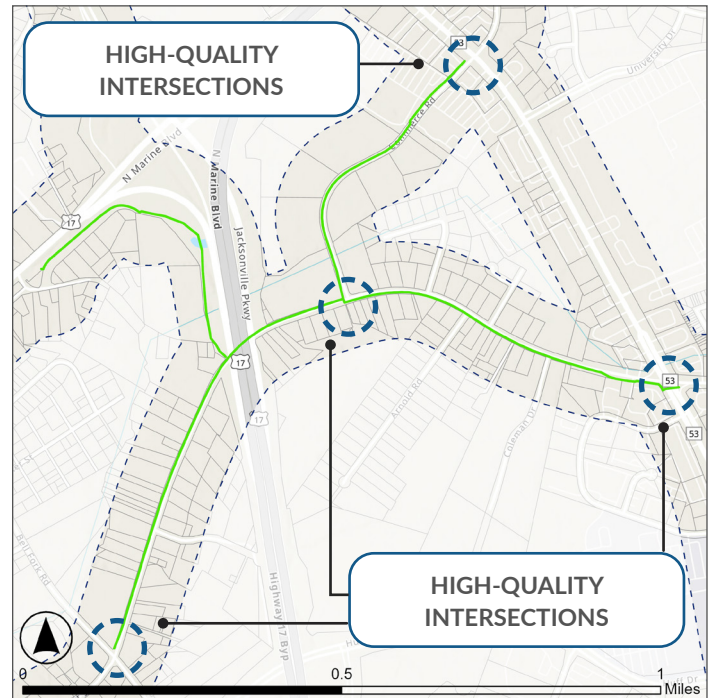 HIGH-QUALITY
INTERSECTIONS
53
University Dr
Commerce Rd
N Marine Blvd
17
N Marine Blvd
Jacksonville Pkwy
17
17
53
53
Arnold Rd
Coleman Dr
Bell Fork Rd
Highway 17 Byp
HIGH-QUALITY
INTERSECTIONS
0
0.5
1
Miles